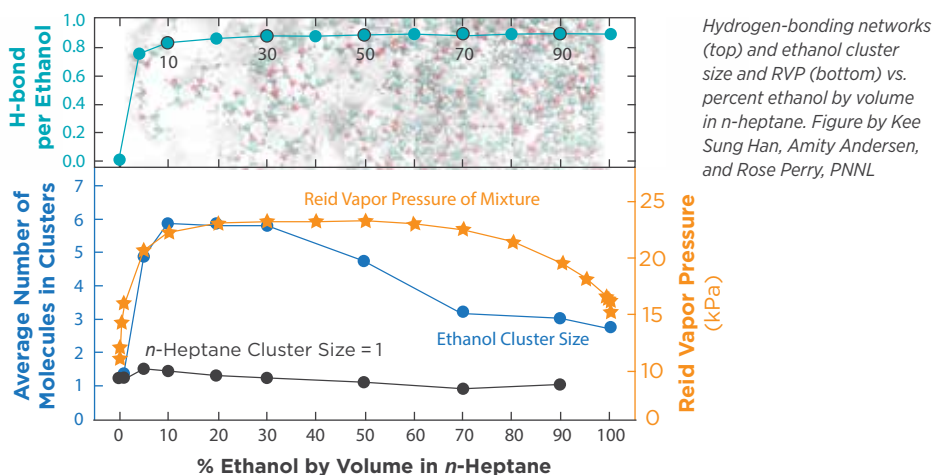 H-bond
per Ethanol
1.0
0.8
0.6
0.4
0.2
0.0
10
30
50
70
90
Hydrogen-bonding networks
(top) and ethanol cluster
size and RVP (bottom) vs.
percent ethanol by volume
in n-heptane. Figure by Kee
Sung Han, Amity Andersen,
and Rose Perry, PNNL
Average Number of
Molecules in Clusters
7
6
5
4
3
2
1
0
Reid Vapor Pressure of Mixture
Ethanol Cluster Size
n-Heptane Cluster Size = 1
25
20
15
10
0
Reid Vapor Pressure
(kPa)
0 10 20 30 40 50 60 70 80 90 100
% Ethanol by Volume in n-Heptane